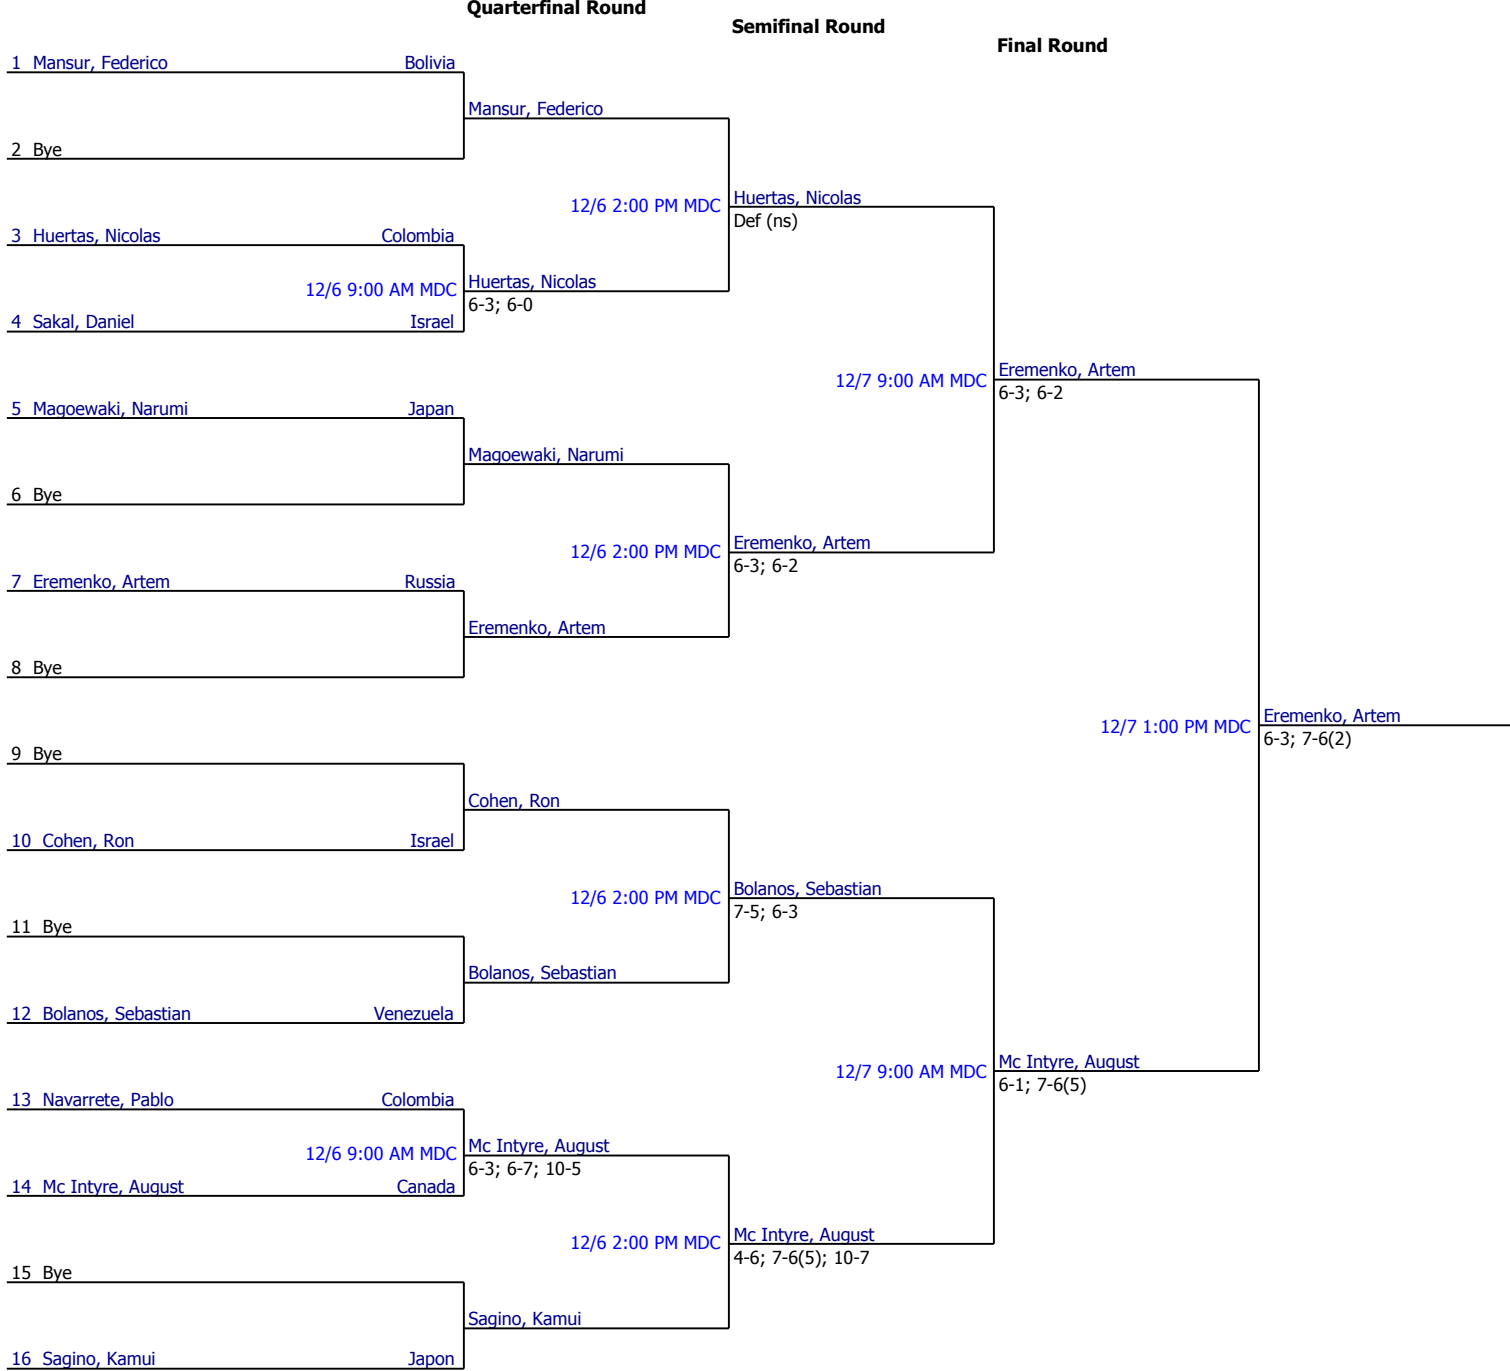 Quarterfinal Round
Semifinal Round
Final Round
1 Mansur, Federico Bolivia
Mansur, Federico
2 Bye
12/6 2:00 PM MDC Huertas, Nicolas
Def (ns)
3 Huertas, Nicolas Colombia
12/6 9:00 AM MDC Huertas, Nicolas
6-3; 6-0
4 Sakal, Daniel Israel
12/7 9:00 AM MDC Eremenko, Artem
6-3; 6-2
5 Magoewaki, Narumi Japan
Magoewaki, Narumi
6 Bye
12/6 2:00 PM MDC Eremenko, Artem
6-3; 6-2
7 Eremenko, Artem Russia
Eremenko, Artem
8 Bye
12/7 1:00 PM MDC Eremenko, Artem
6-3; 7-6(2)
9 Bye
Cohen, Ron
10 Cohen, Ron Israel
12/6 2:00 PM MDC Bolanos, Sebastian
7-5; 6-3
11 Bye
Bolanos, Sebastian
12 Bolanos, Sebastian Venezuela
12/7 9:00 AM MDC Mc Intyre, August
6-1; 7-6(5)
13 Navarrete, Pablo Colombia
12/6 9:00 AM MDC Mc Intyre, August
6-3; 6-7; 10-5
14 Mc Intyre, August Canada
12/6 2:00 PM MDC Mc Intyre, August
4-6; 7-6(5); 10-7
15 Bye
Sagino, Kamui
16 Sagino, Kamui Japon